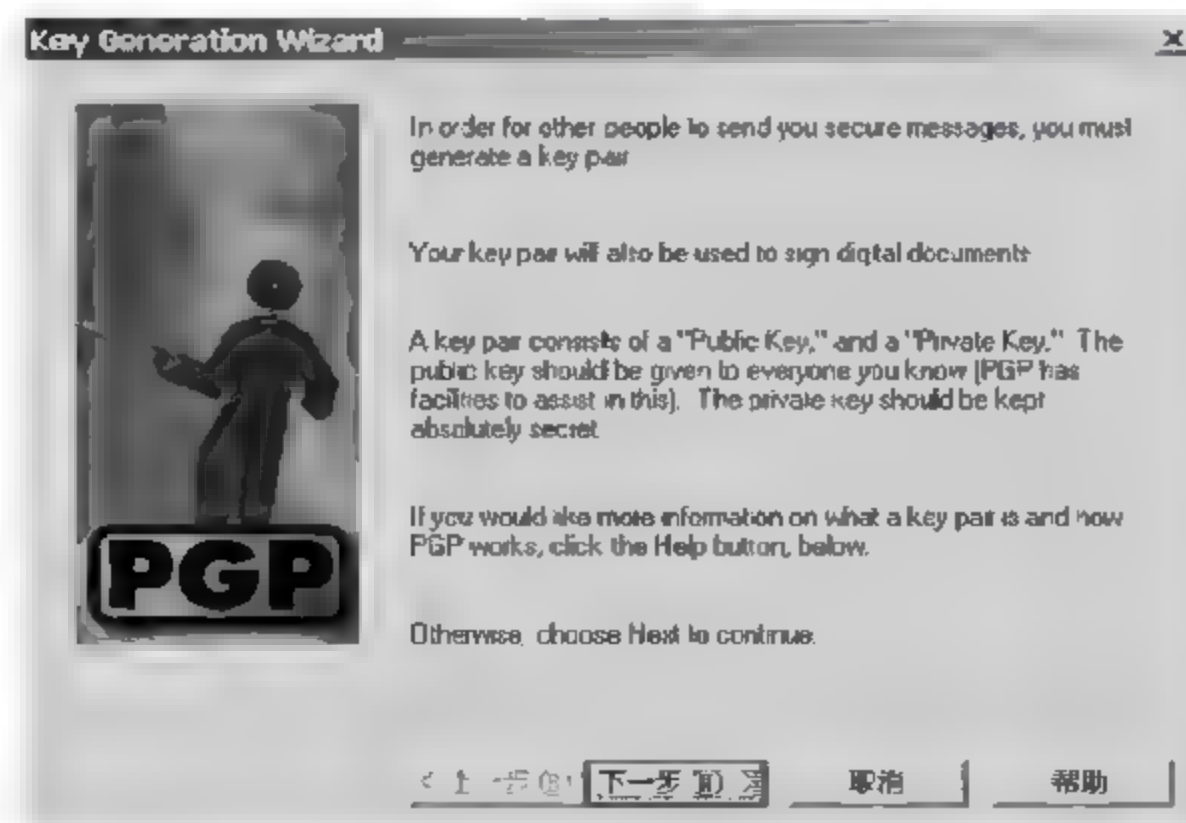 Key Generation Wizard
In order for other people to send you secure messages, you must
generate a key pair
Your key pair will also be used to sign digital documents
A key pair consists of a "Public Key," and a "Private Key." The
public key should be given to everyone you know (PGP has
facilities to assist in this). The private key should be kept
absolutely secret
If you would like more information on what a key pair is and how
PGP works, click the Help button, below.
Otherwise, choose Next to continue.
PGP
下一步 取消 帮助